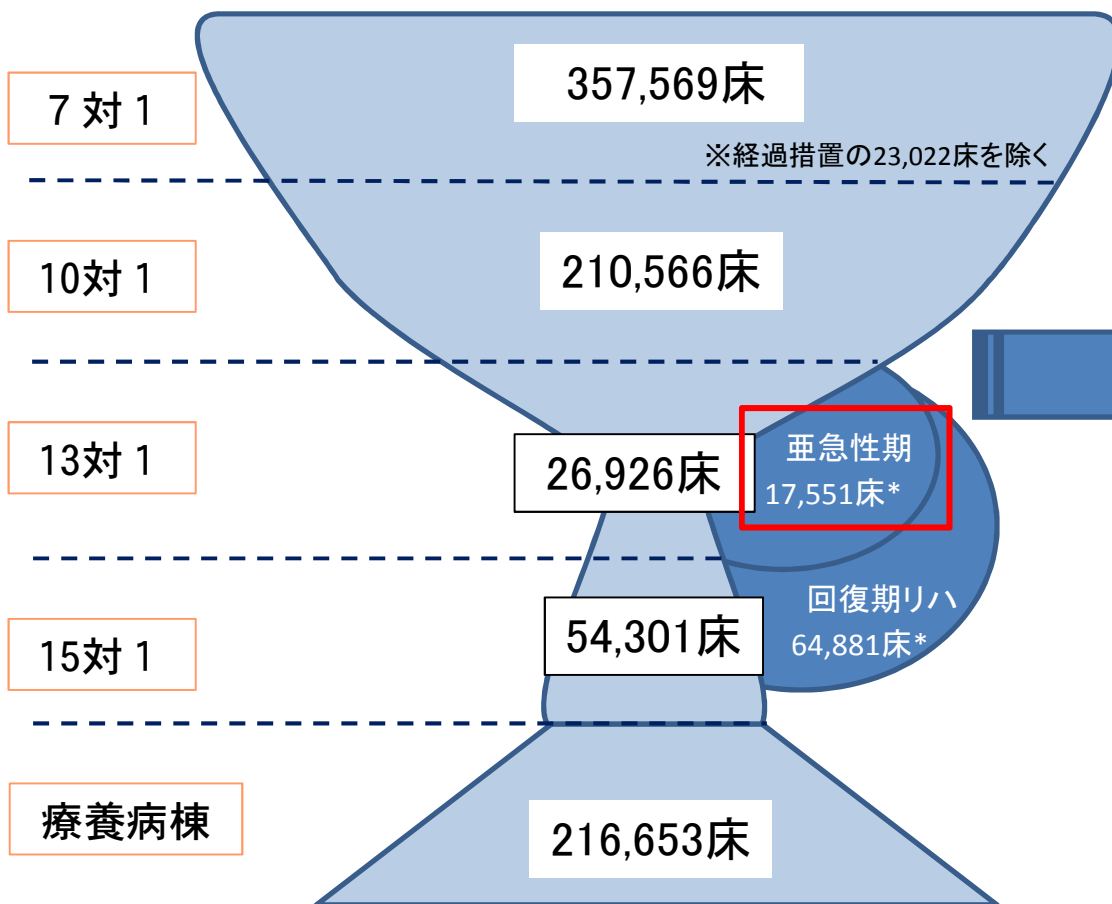 7対1
357,569床
※経過措置の23,022床を除く
10対1
210,566床
13対1
26,926床
亜急性期
17,551床*
15対1
54,301床
回復期リハ
64,881床*
療養病棟
216,653床